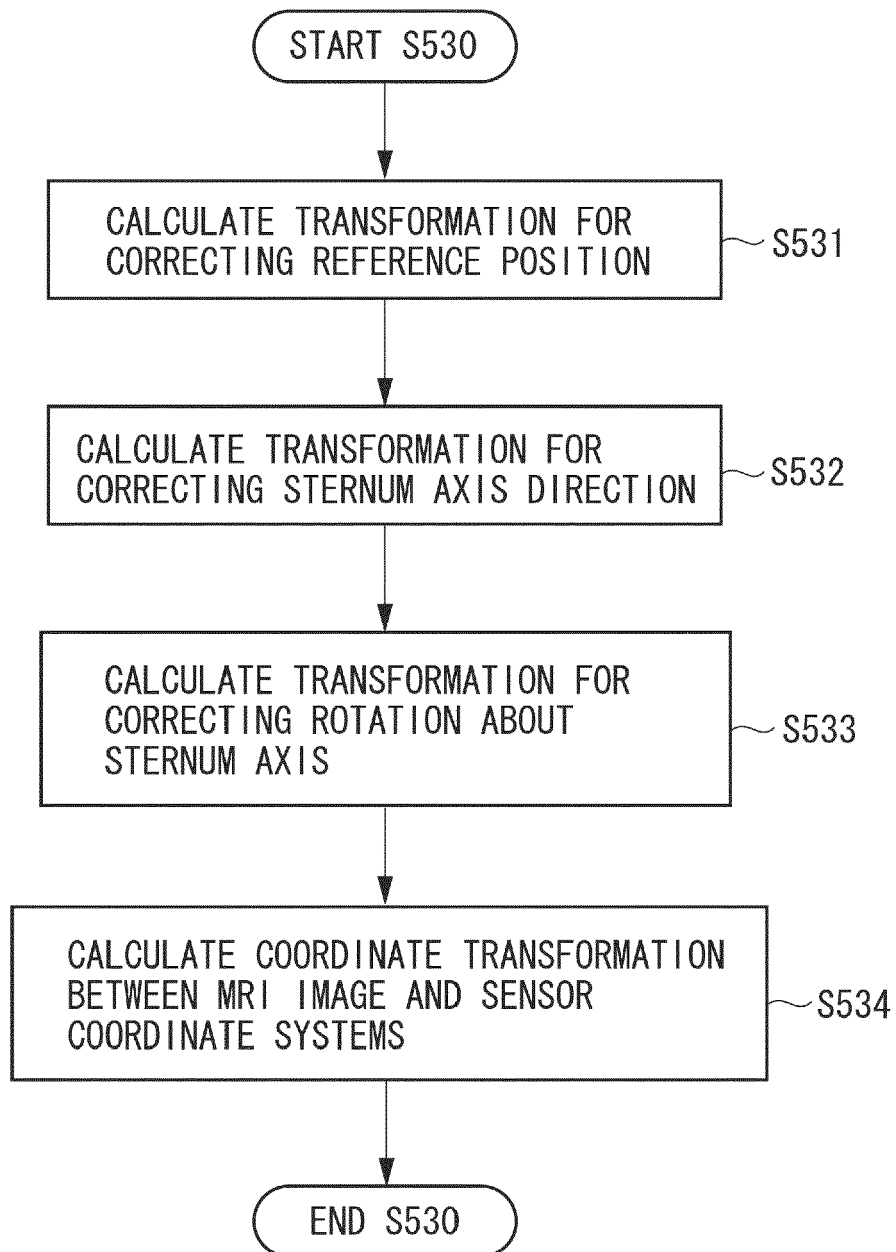 START S530
CALCULATE TRANSFORMATION FOR
CORRECTING REFERENCE POSITION
S531
CALCULATE TRANSFORMATION FOR
CORRECTING STERNUM AXIS DIRECTION
S532
CALCULATE TRANSFORMATION FOR
CORRECTING ROTATION ABOUT
STERNUM AXIS
S533
CALCULATE COORDINATE TRANSFORMATION
BETWEEN MRI IMAGE AND SENSOR
COORDINATE SYSTEMS
S534
END S530